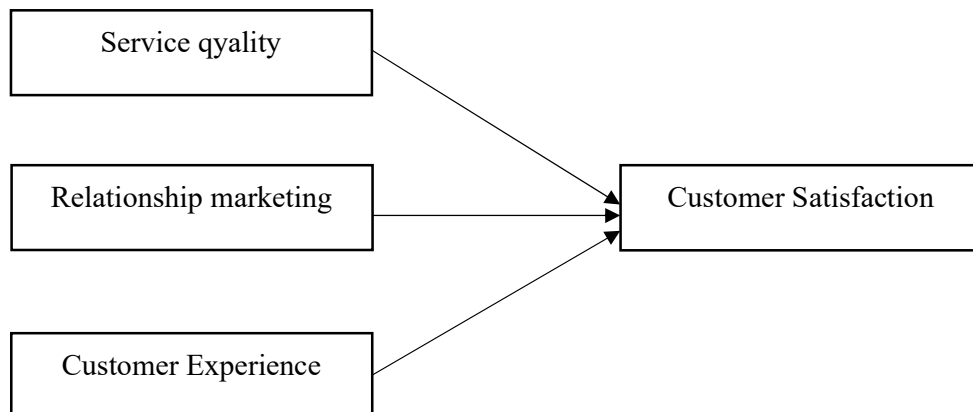 Service qyality
Relationship marketing
Customer Satisfaction
Customer Experience